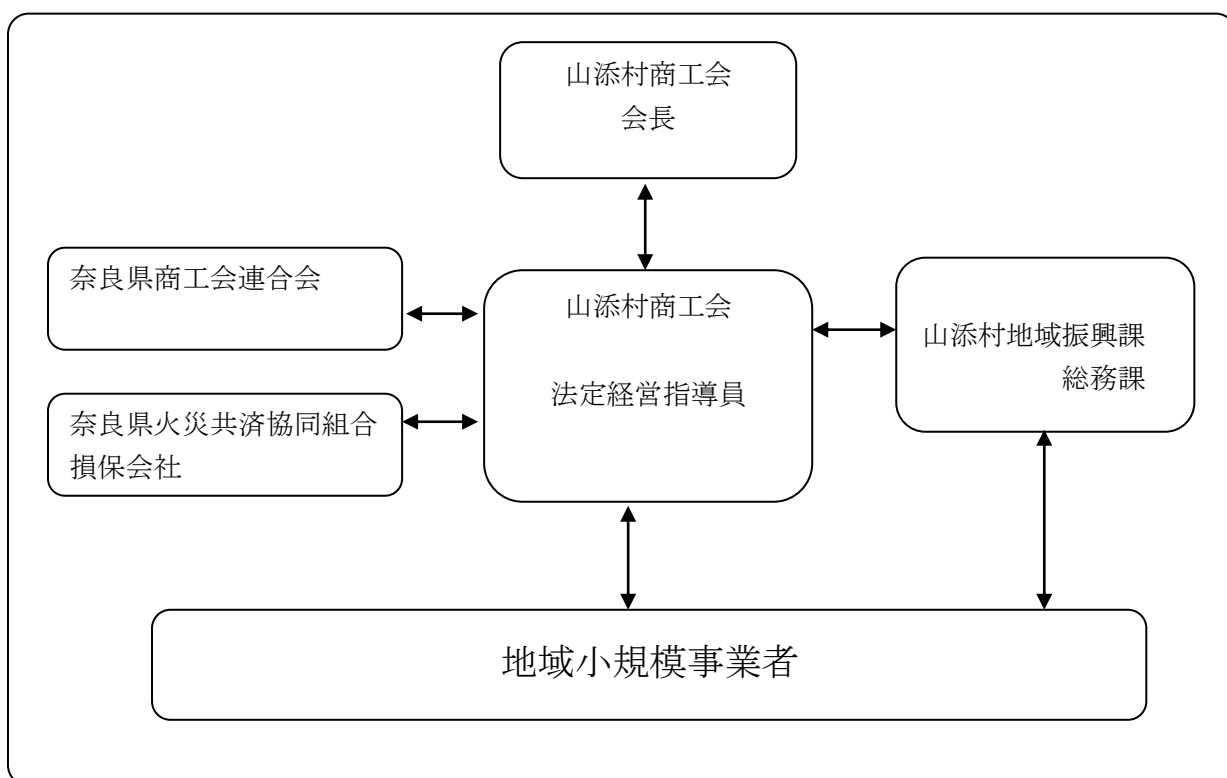 山添村商工会
会長
奈良県商工会連合会
山添村商工会
法定経営指導員
山添村地域振興課
総務課
奈良県火災共済協同組合
損保会社
地域小規模事業者